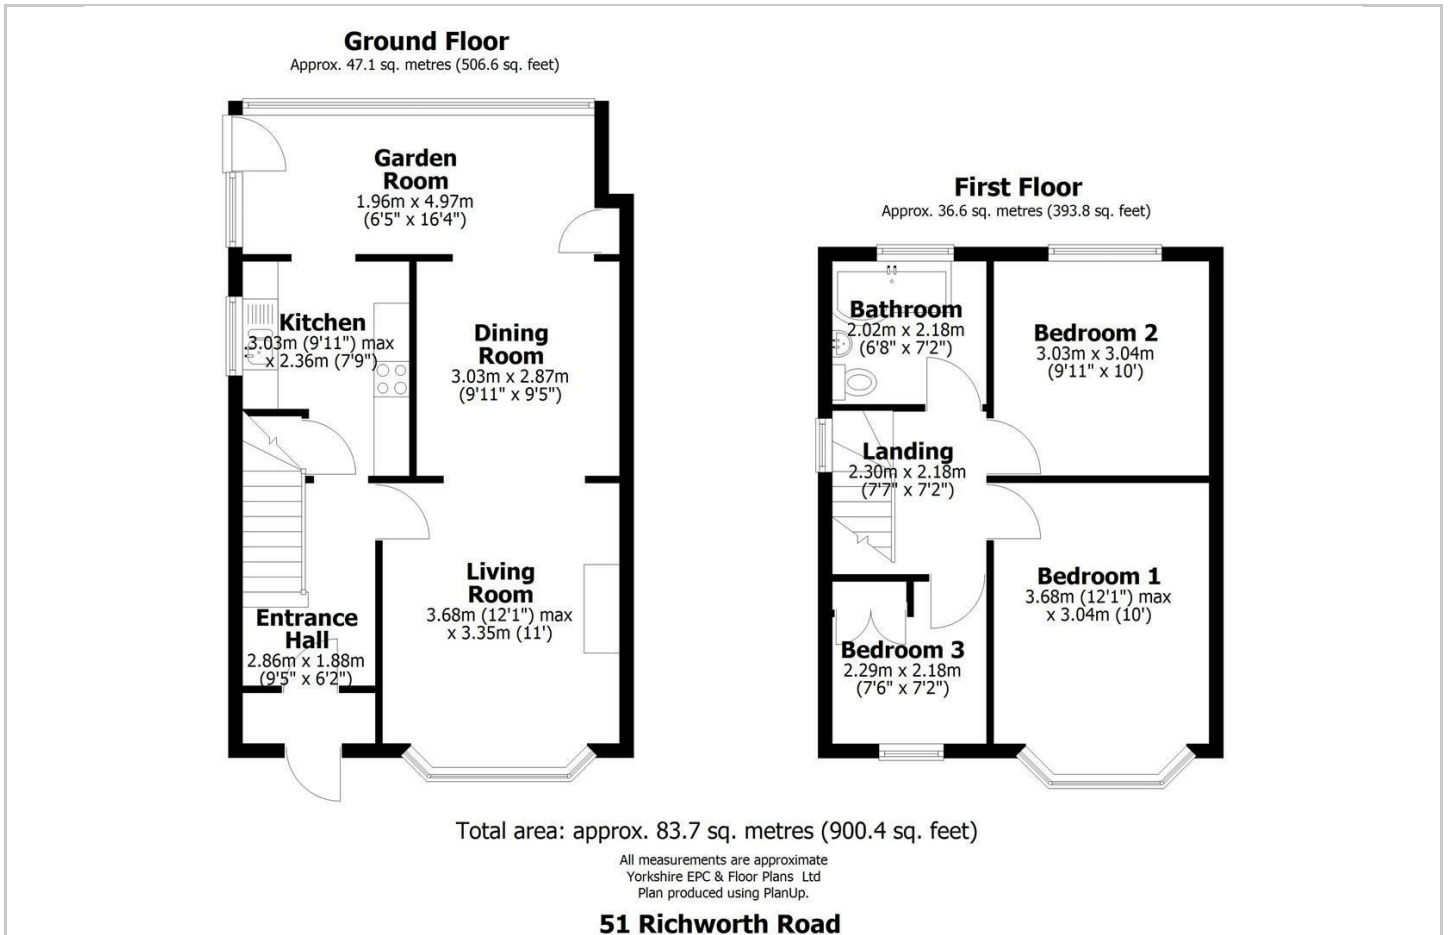 Ground Floor
Approx. 47.1 sq. metres (506.6 sq. feet)
Garden
Room
1.96m x 4.97m
(6'5" x 16'4")
Kitchen
3.03m (9'11") max
x 2.36m (7'9")
Dining
Room
3.03m x 2.87m
(9'11" x 9'5")
Living
Room
3.68m (12'1") max
x 3.35m (11')
Entrance
Hall
2.86m x 1.88m
(9'5" x 6'2")
First Floor
Approx. 36.6 sq. metres (393.8 sq. feet)
Bathroom
2.02m x 2.18m
(6'8" x 7'2")
Bedroom 2
3.03m x 3.04m
(9'11" x 10')
Landing
2.30m x 2.18m
(7'7" x 7'2")
Bedroom 1
3.68m (12'1") max
x 3.04m (10')
Bedroom 3
2.29m x 2.18m
(7'6" x 7'2")
Total area: approx. 83.7 sq. metres (900.4 sq. feet)
All measurements are approximate
Yorkshire EPC & Floor Plans Ltd
Plan produced using PlanUp.
51 Richworth Road